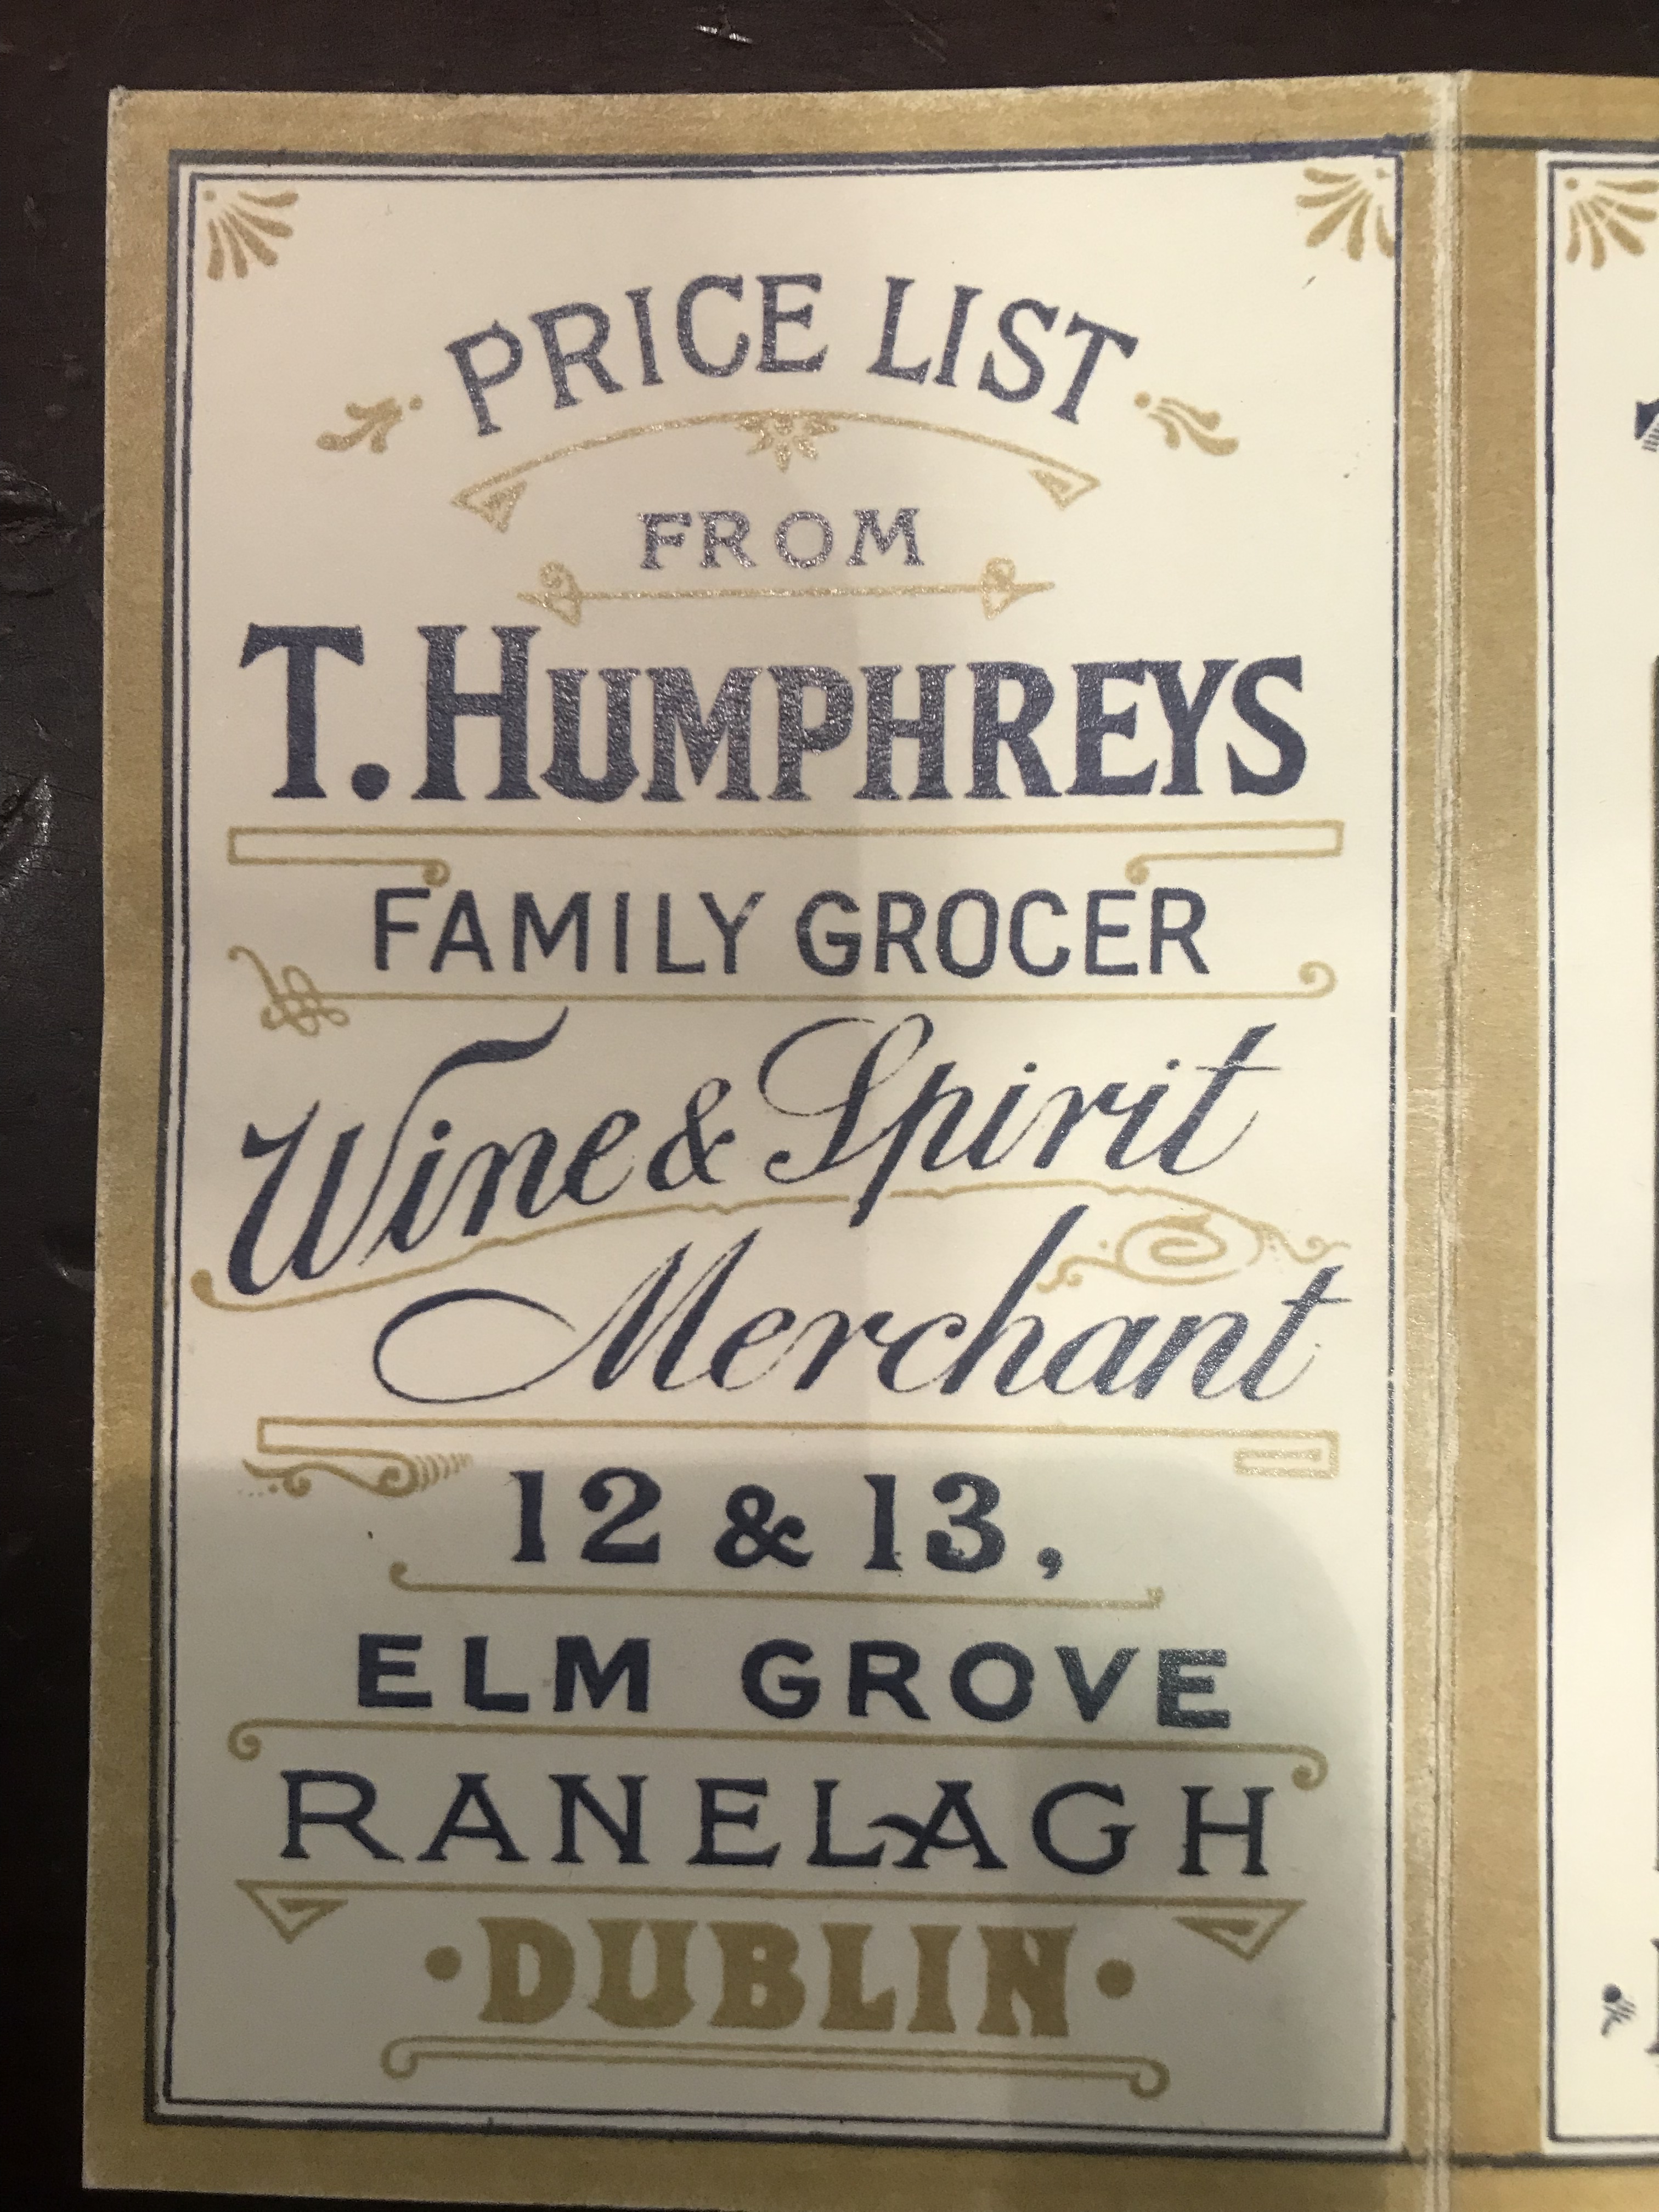 PRICE LIST
FROM
T. HUMPHREYS
FAMILY GROCER
Wine & Spirit
Merchant
12 & 13,
ELM GROVE
RANELAGH
·DUBLIN·